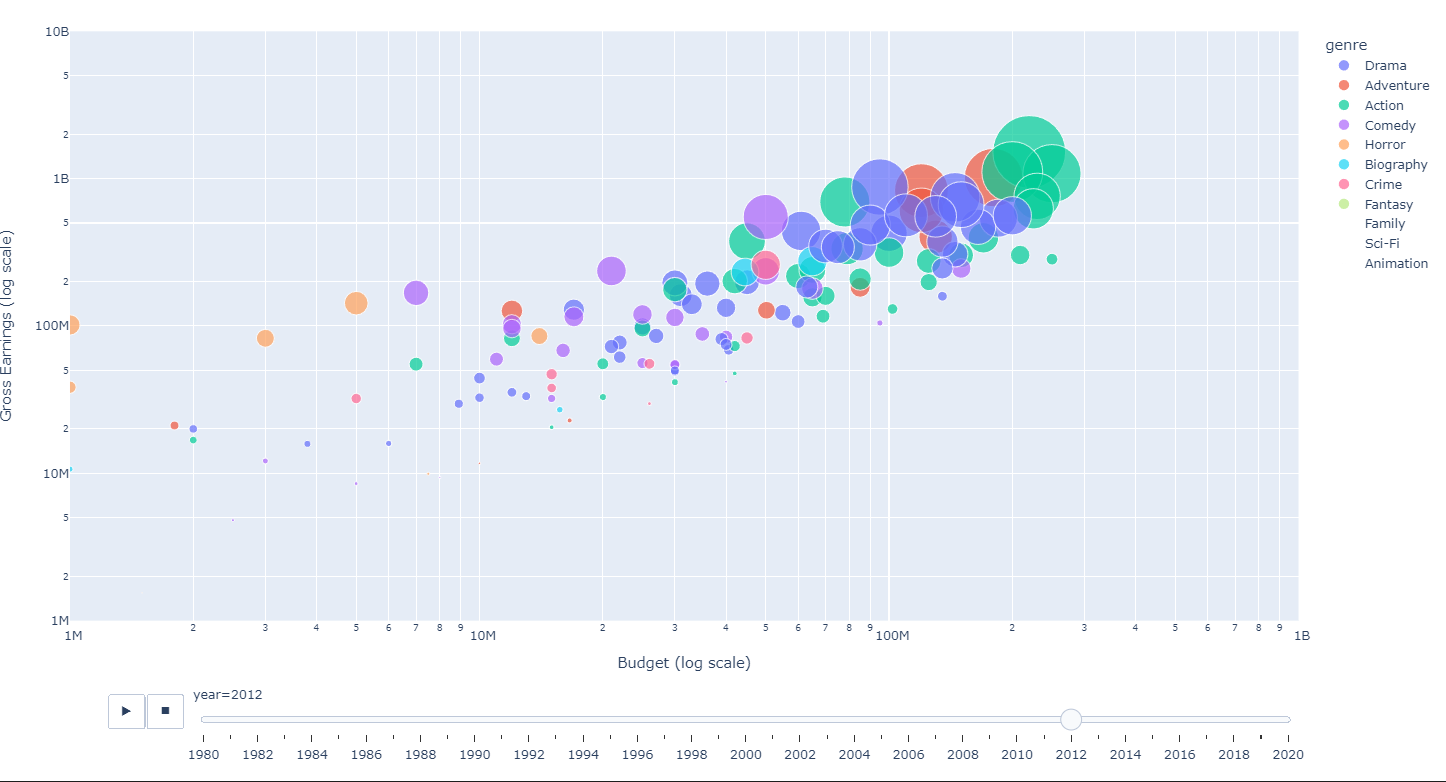 genre
Drama
Adventure
Action
Comedy
Horror
Biography
Crime
Fantasy
Family
Sci-Fi
Animation
10B
5
2
1B
5
2
100M
5
2
10M
5
2
1M
Gross Earnings (log scale)
1M 2 3 4 5 6 7 8 9 10M 2 3 4 5 6 7 8 9 100M 2 3 4 5 6 7 8 9 1B
Budget (log scale)
year=2012
1980 1982 1984 1986 1988 1990 1992 1994 1996 1998 2000 2002 2004 2006 2008 2010 2012 2014 2016 2018 2020